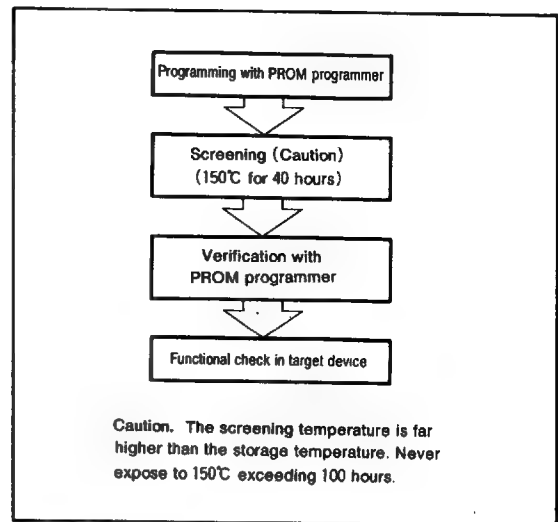 Programming with PROM programmer
Screening (Caution)
(150℃ for 40 hours)
Verification with
PROM programmer
Functional check in target device
Caution. The screening temperature is far
higher than the storage temperature. Never
expose to 150℃ exceeding 100 hours.